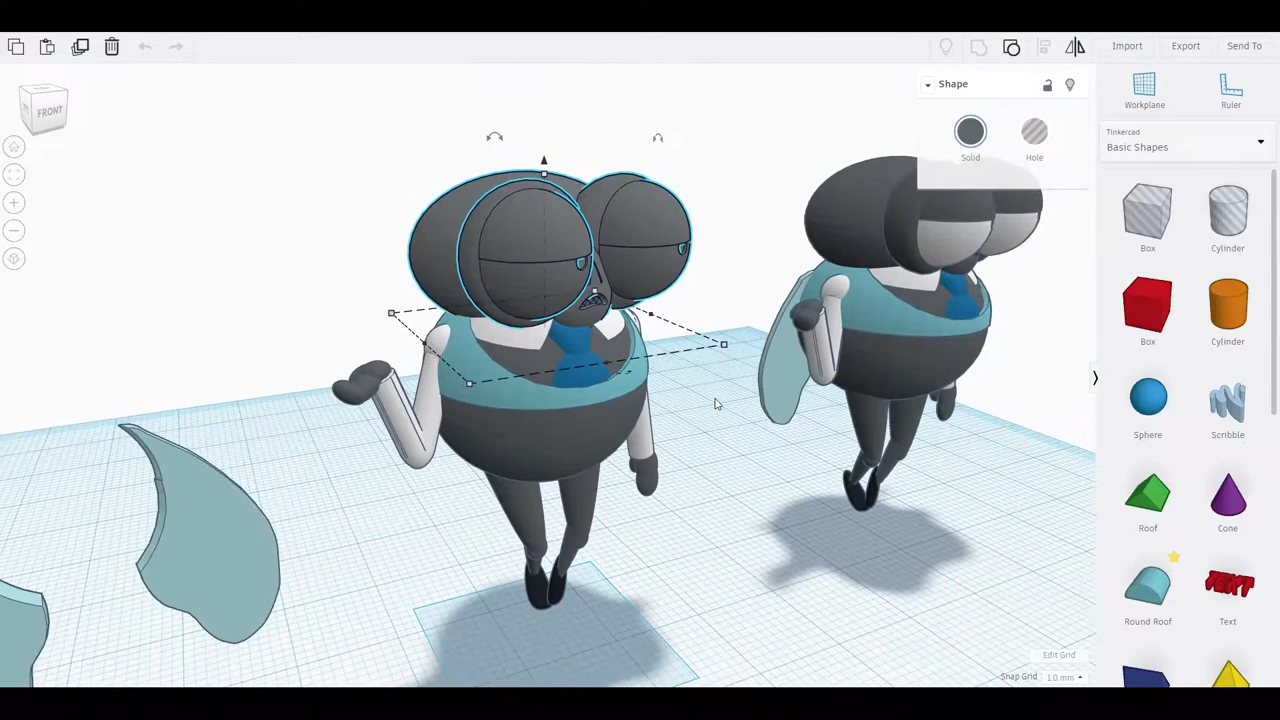 Import Export Send To
FRONT
Shape
Solid Hole
Workplane Ruler
Tinkercad
Basic Shapes
Box Cylinder
Box Cylinder
Sphere Scribble
Roof Cone
TEXT
Round Roof Text
Edit Grid
Snap Grid 1.0 mm